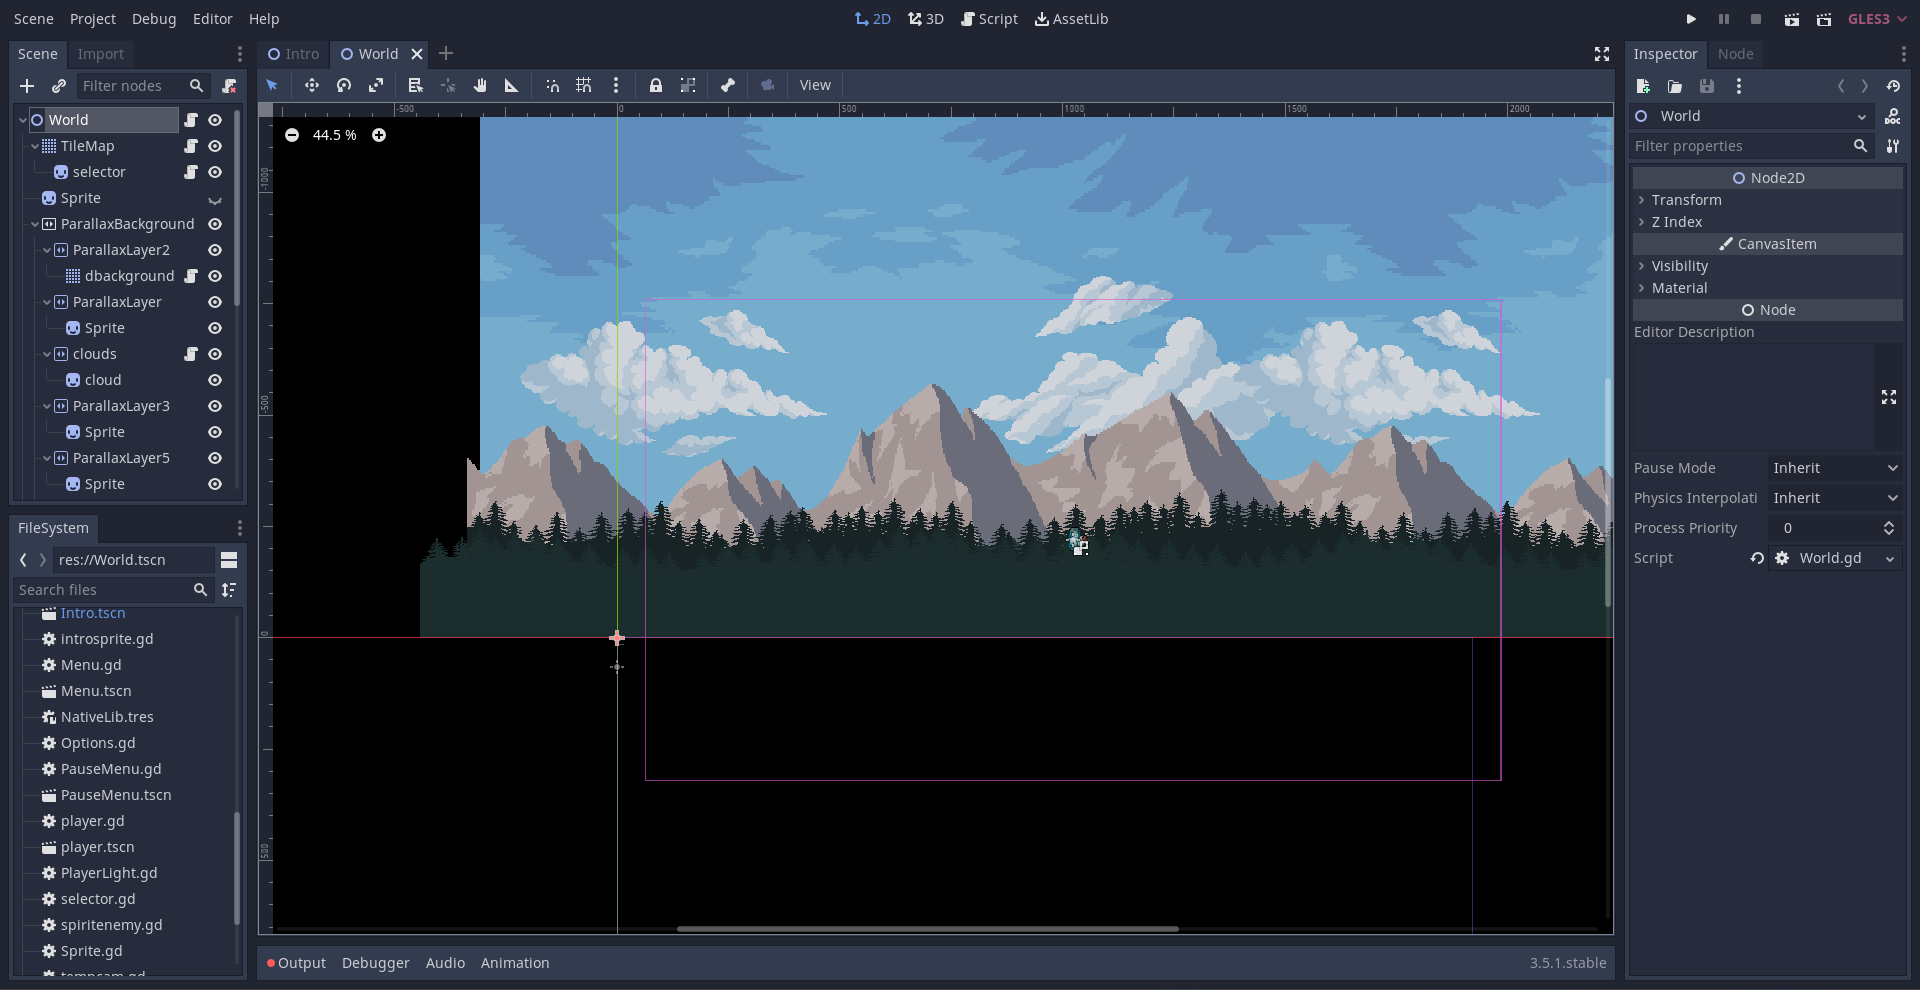 Scene Project Debug Editor Help
2D 3D Script AssetLib
GLES3
Scene Import
Filter nodes
World
TileMap
selector
Sprite
ParallaxBackground
ParallaxLayer2
dbackground
ParallaxLayer
Sprite
clouds
cloud
ParallaxLayer3
Sprite
ParallaxLayer5
Sprite
FileSystem
res://World.tscn
Search files
Intro.tscn
introsprite.gd
Menu.gd
Menu.tscn
NativeLib.tres
Options.gd
PauseMenu.gd
PauseMenu.tscn
player.gd
player.tscn
PlayerLight.gd
selector.gd
spiritenemy.gd
Sprite.gd
tempcam.gd
Intro World
View
-500 0 500 1000 1500 2000
44.5 %
-1000
-500
0
500
Output Debugger Audio Animation 3.5.1.stable
Inspector Node
World
Filter properties
Node2D
Transform
Z Index
CanvasItem
Visibility
Material
Node
Editor Description
Pause Mode Inherit
Physics Interpolati Inherit
Process Priority 0
Script World.gd